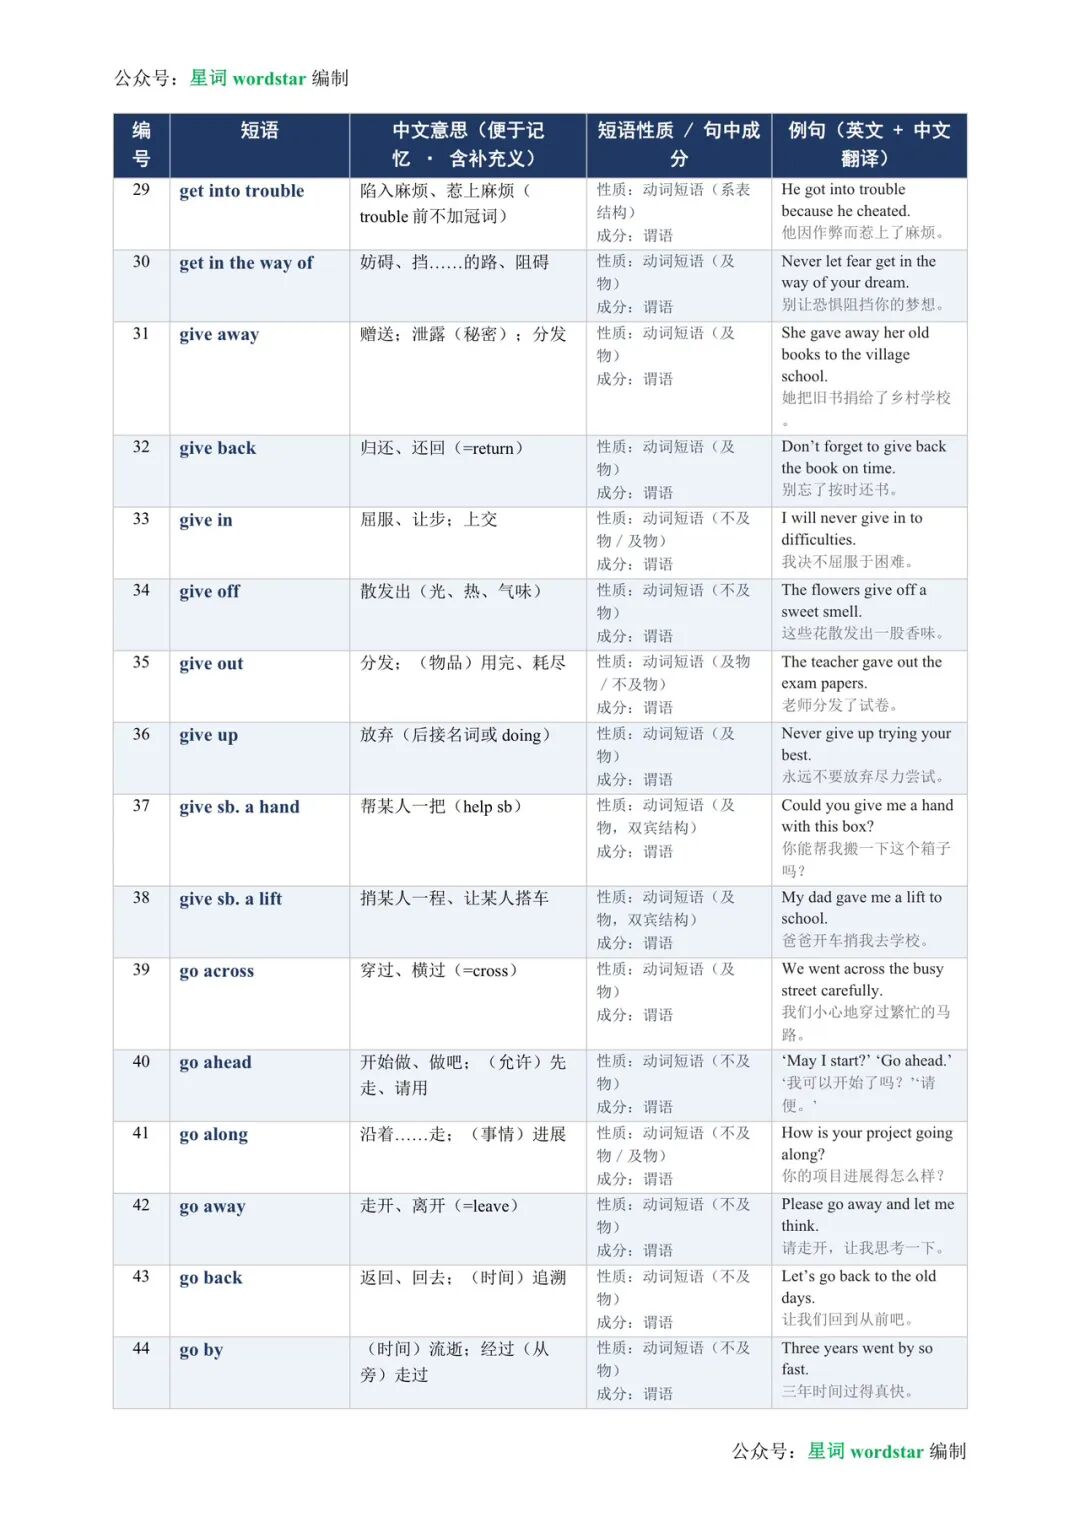 公众号：星词 wordstar 编制
编号 短语 中文意思（便于记忆 · 含补充义） 短语性质 / 句中成分 例句（英文 + 中文翻译）
29 get into trouble 陷入麻烦、惹上麻烦（trouble 前不加冠词） 性质：动词短语（系表结构） 成分：谓语 He got into trouble because he cheated. 他因作弊而惹上了麻烦。
30 get in the way of 妨碍、挡……的路、阻碍 性质：动词短语（及物） 成分：谓语 Never let fear get in the way of your dream. 别让恐惧阻挡你的梦想。
31 give away 赠送；泄露（秘密）；分发 性质：动词短语（及物） 成分：谓语 She gave away her old books to the village school. 她把旧书捐给了乡村学校。
32 give back 归还、还回（=return） 性质：动词短语（及物） 成分：谓语 Don’t forget to give back the book on time. 别忘了按时还书。
33 give in 屈服、让步；上交 性质：动词短语（不及物 / 及物） 成分：谓语 I will never give in to difficulties. 我决不屈服于困难。
34 give off 散发出（光、热、气味） 性质：动词短语（不及物） 成分：谓语 The flowers give off a sweet smell. 这些花散发出一股香味。
35 give out 分发；（物品）用完、耗尽 性质：动词短语（及物 / 不及物） 成分：谓语 The teacher gave out the exam papers. 老师分发了试卷。
36 give up 放弃（后接名词或 doing） 性质：动词短语（及物） 成分：谓语 Never give up trying your best. 永远不要放弃尽力尝试。
37 give sb. a hand 帮某人一把（help sb） 性质：动词短语（及物，双宾结构） 成分：谓语 Could you give me a hand with this box? 你能帮我搬一下这个箱子吗？
38 give sb. a lift 捎某人一程、让某人搭车 性质：动词短语（及物，双宾结构） 成分：谓语 My dad gave me a lift to school. 爸爸开车捎我去学校。
39 go across 穿过、横过（=cross） 性质：动词短语（及物） 成分：谓语 We went across the busy street carefully. 我们小心地穿过繁忙的马路。
40 go ahead 开始做、做吧；（允许）先走、请用 性质：动词短语（不及物） 成分：谓语 ‘May I start?’ ‘Go ahead.’ ‘我可以开始了吗？’‘请便。’
41 go along 沿着……走；（事情）进展 性质：动词短语（不及物 / 及物） 成分：谓语 How is your project going along? 你的项目进展得怎么样？
42 go away 走开、离开（=leave） 性质：动词短语（不及物） 成分：谓语 Please go away and let me think. 请走开，让我思考一下。
43 go back 返回、回去；（时间）追溯 性质：动词短语（不及物） 成分：谓语 Let’s go back to the old days. 让我们回到从前吧。
44 go by （时间）流逝；经过（从旁）走过 性质：动词短语（不及物） 成分：谓语 Three years went by so fast. 三年时间过得真快。
公众号：星词 wordstar 编制